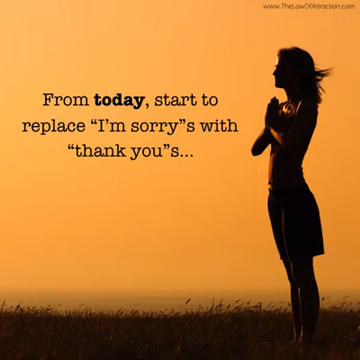 www.TheLawOfAttraction.com
From today, start to
replace “I’m sorry”s with
“thank you”s...